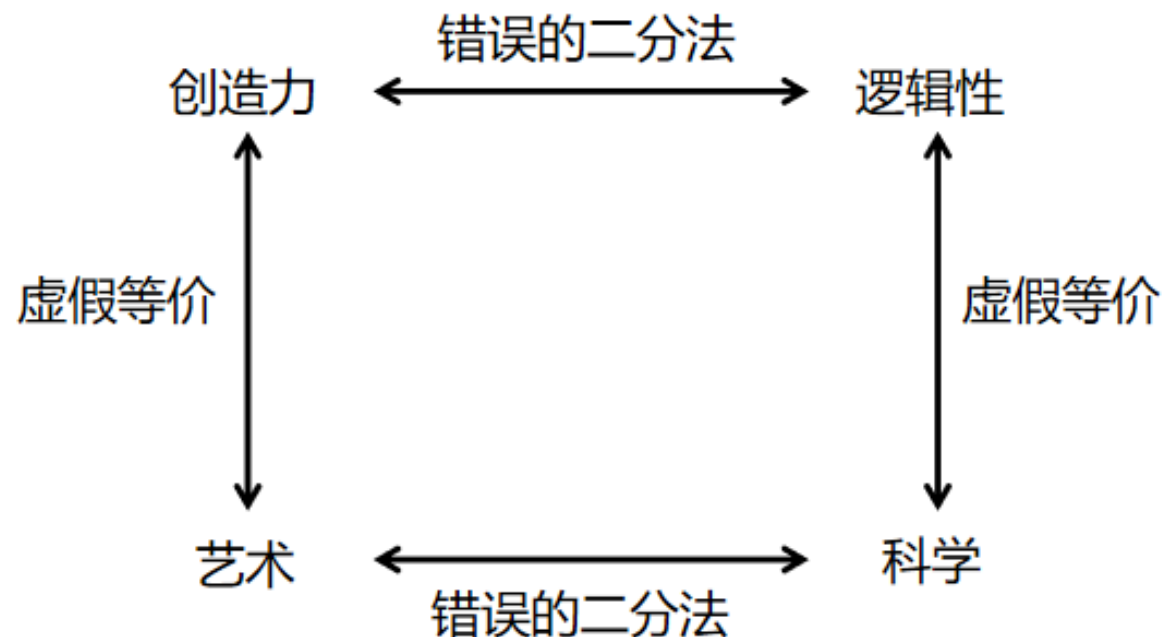 错误的二分法
创造力
逻辑性
虚假等价
虚假等价
艺术
科学
错误的二分法